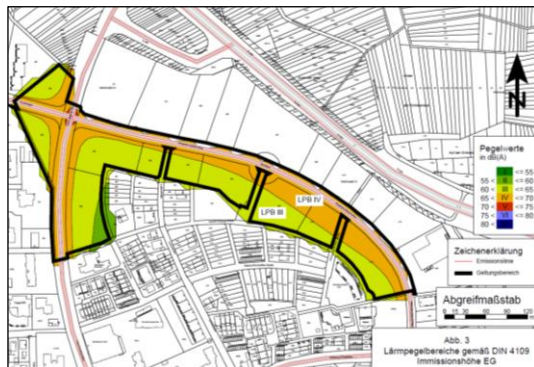 N
Pegelwerte
in dB(A)
I <= 55
55 < II <= 60
60 < III <= 65
65 < IV <= 70
70 < V <= 75
75 < VI <= 80
80 <
LPB IV
LPB III
Zeichenerklärung
Emissionslinie
Geltungsbereich
Abgreifmaßstab
0 15 30 60 90 120
Abb. 3
Lärmpegelbereiche gemäß DIN 4109
Immissionshöhe EG